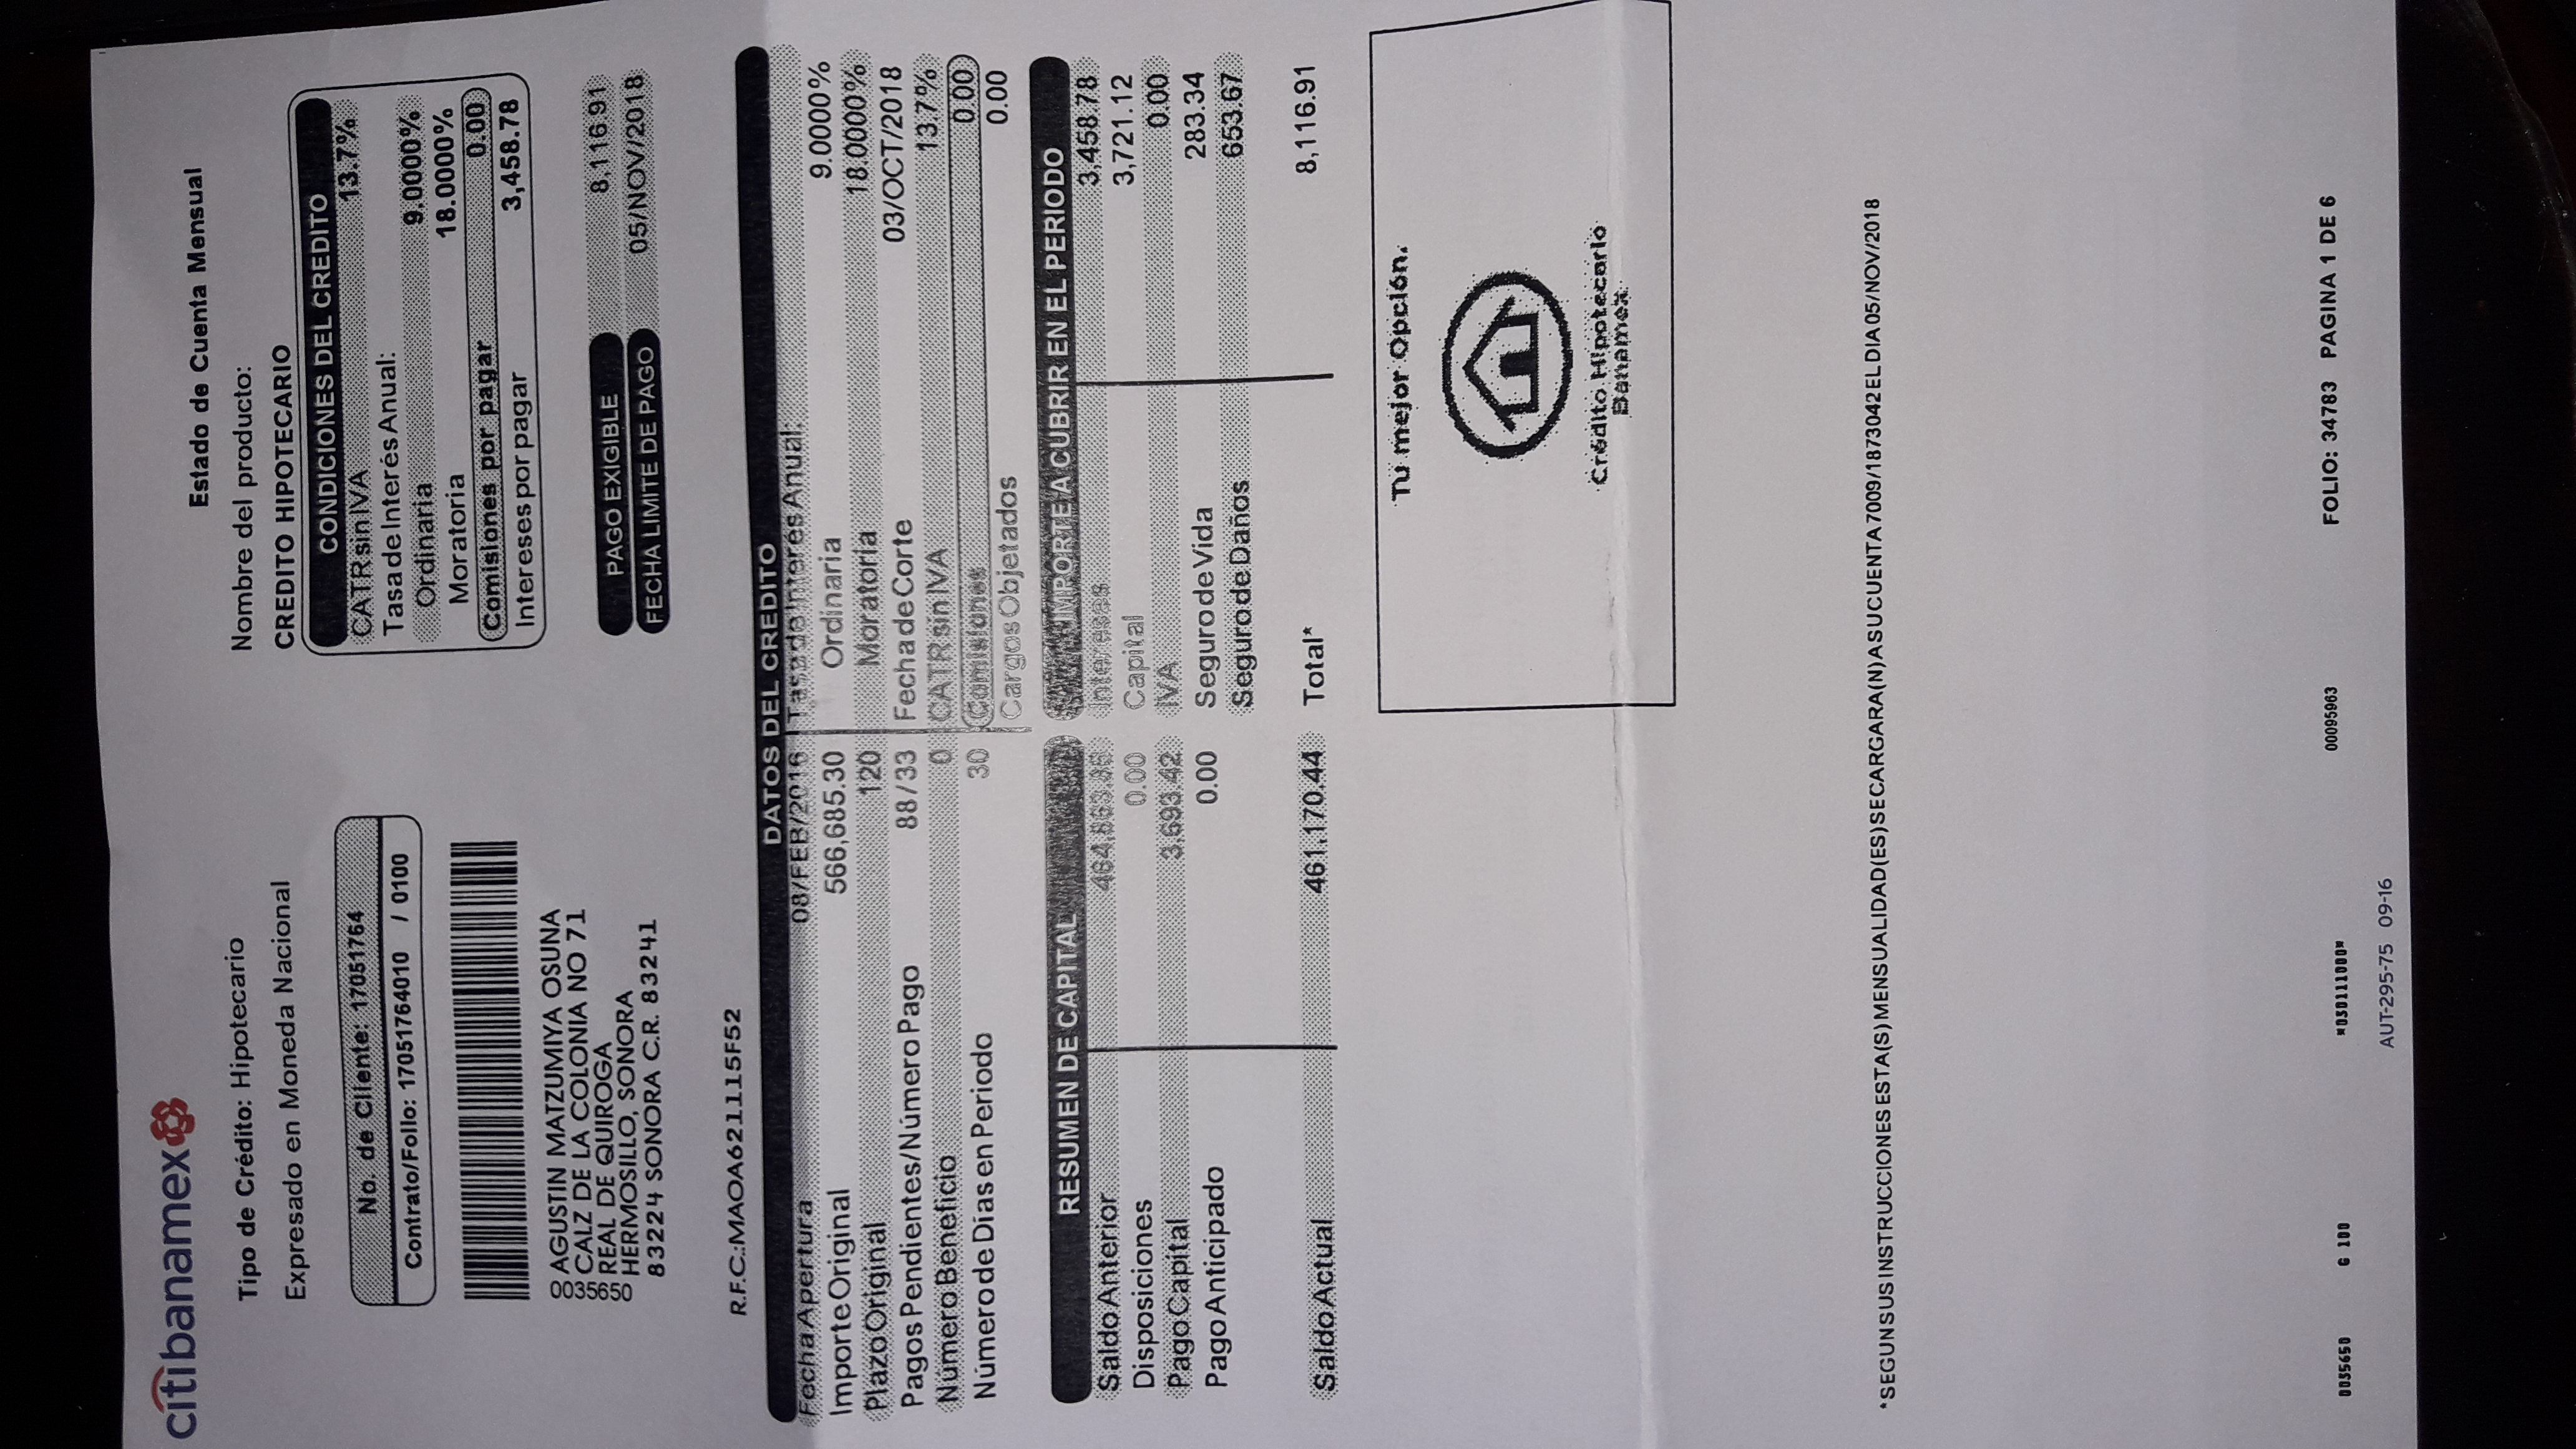 citibanamex
Estado de Cuenta Mensual
Tipo de Crédito: Hipotecario
Nombre del producto:
Expresado en Moneda Nacional
CREDITO HIPOTECARIO
CONDICIONES DEL CREDITO
CATRsinIVA 13.7%
Tasa de Interés Anual:
Ordinaria 9.0000%
Moratoria 18.0000%
Comisiones por pagar 0.00
Intereses por pagar 3,458.78
No. de Cliente: 17051764
Contrato/Folio: 17051764010 / 0100
0035650
AGUSTIN MATZUMIYA OSUNA
CALZ DE LA COLONIA NO 71
REAL DE QUIROGA
HERMOSILLO, SONORA
83224 SONORA C.R. 83241
PAGO EXIGIBLE 8,116.91
FECHA LIMITE DE PAGO 05/NOV/2018
R.F.C.:MAOA621115F52
DATOS DEL CREDITO
Fecha Apertura 08/FEB/2016
Importe Original 566,685.30
Plazo Original 120
Pagos Pendientes/Número Pago 88/33
Número Beneficio 0
Número de Días en Periodo 30
Tasa de Interés Anual:
Ordinaria 9.0000%
Moratoria 18.0000%
Fecha de Corte 03/OCT/2018
CATRsinIVA 13.7%
Comisiones 0.00
Cargos Objetados 0.00
RESUMEN DE CAPITAL
Saldo Anterior 464,863.86
Disposiciones 0.00
Pago Capital 3,693.42
Pago Anticipado 0.00
Saldo Actual 461,170.44
IMPORTE A CUBRIR EN EL PERIODO
Intereses 3,458.78
Capital 3,721.12
IVA 0.00
Seguro de Vida 283.34
Seguro de Daños 653.67
Total* 8,116.91
Tu mejor Opción.
Crédito Hipotecario
Banamex
*SEGUN SUS INSTRUCCIONES ESTA(S) MENSUALIDAD(ES) SE CARGARA(N) A SU CUENTA 7009/1873042 EL DIA 05/NOV/2018
0035650 G 100 *030111000* 00095963 FOLIO: 34783 PAGINA 1 DE 6
AUT-295-75 09-16